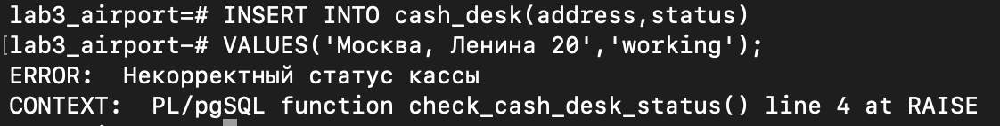 lab3_airport=# INSERT INTO cash_desk(address,status)
[lab3_airport-# VALUES('Москва, Ленина 20','working');
ERROR:  Некорректный статус кассы
CONTEXT:  PL/pgSQL function check_cash_desk_status() line 4 at RAISE